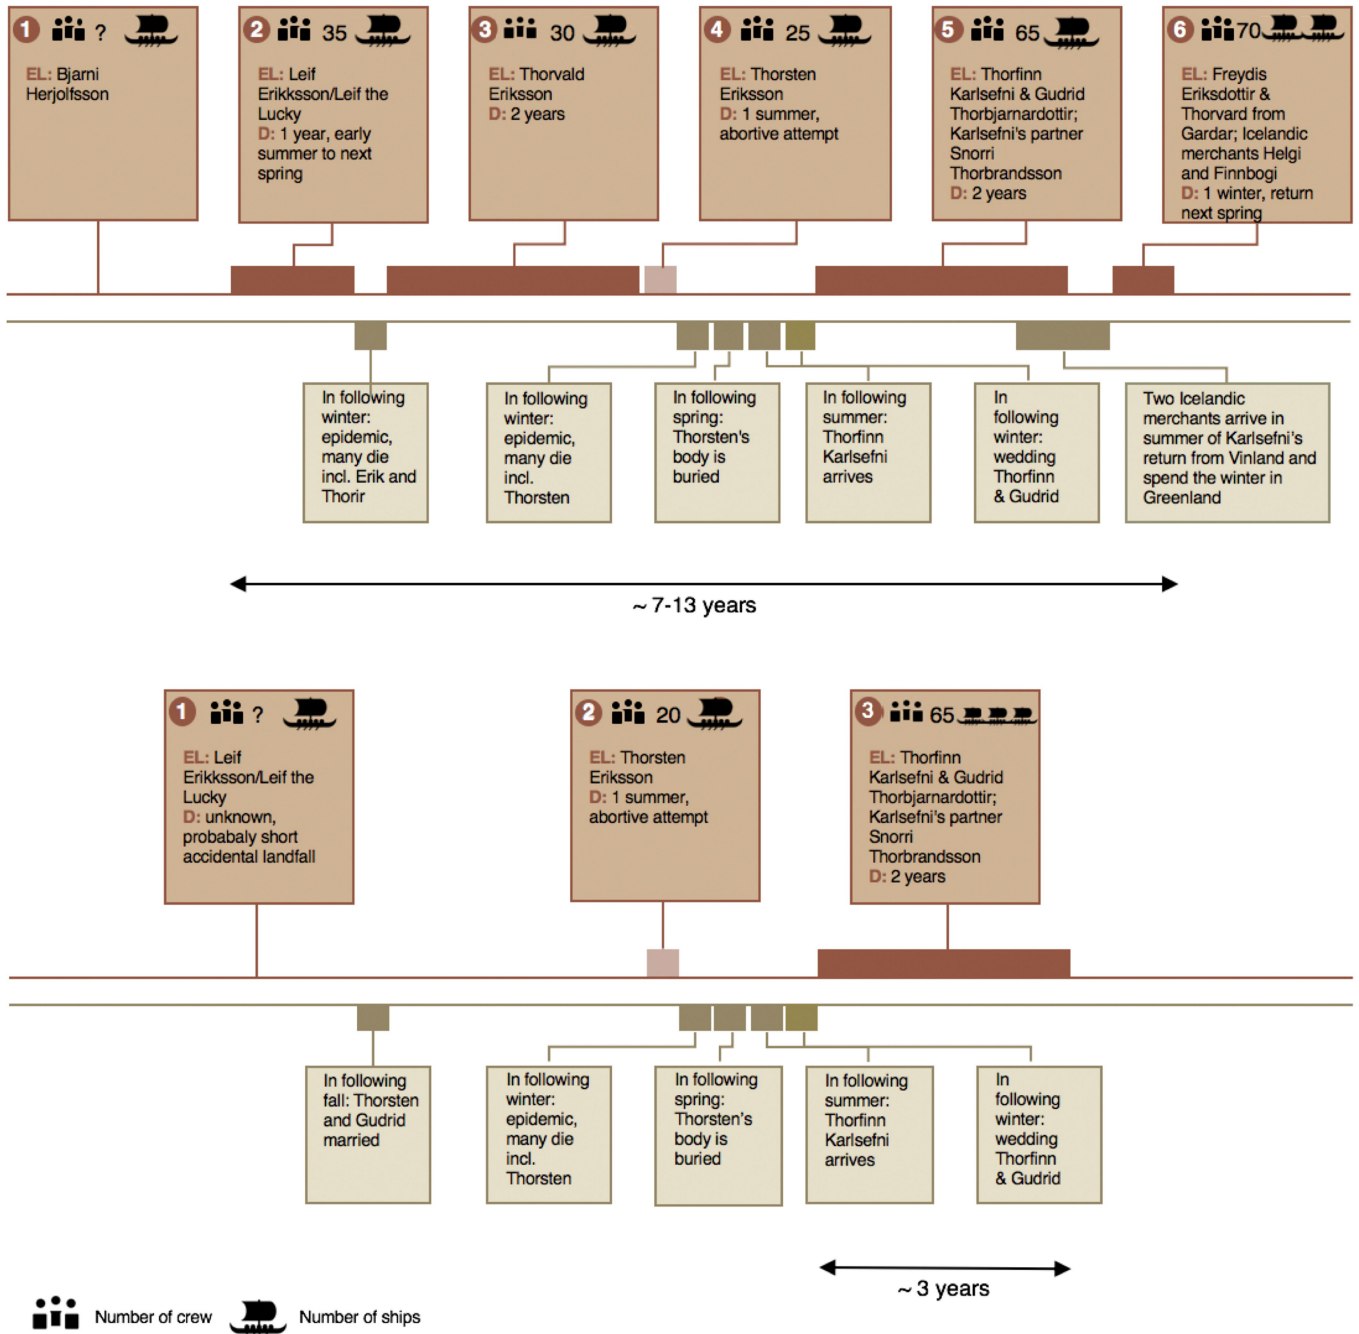 1 ?
EL: Bjarni
Herjolfsson
2 35
EL: Leif
Erikksson/Leif the
Lucky
D: 1 year, early
summer to next
spring
3 30
EL: Thorvald
Eriksson
D: 2 years
4 25
EL: Thorsten
Eriksson
D: 1 summer,
abortive attempt
5 65
EL: Thorfinn
Karlsefni & Gudrid
Thorbjarnardottir;
Karlsefni's partner
Snorri
Thorbrandsson
D: 2 years
6 70
EL: Freydis
Eriksdottir &
Thorvard from
Gardar; Icelandic
merchants Helgi
and Finnbogi
D: 1 winter, return
next spring
In following
winter:
epidemic,
many die
incl. Erik and
Thorir
In following
winter:
epidemic,
many die
incl.
Thorsten
In following
spring:
Thorsten's
body is
buried
In following
summer:
Thorfinn
Karlsefni
arrives
In
following
winter:
wedding
Thorfinn
& Gudrid
Two Icelandic
merchants arrive in
summer of Karlsefni's
return from Vinland and
spend the winter in
Greenland
~ 7-13 years
1 ?
EL: Leif
Erikksson/Leif the
Lucky
D: unknown,
probabaly short
accidental landfall
2 20
EL: Thorsten
Eriksson
D: 1 summer,
abortive attempt
3 65
EL: Thorfinn
Karlsefni & Gudrid
Thorbjarnardottir;
Karlsefni's partner
Snorri
Thorbrandsson
D: 2 years
In following
fall: Thorsten
and Gudrid
married
In following
winter:
epidemic,
many die
incl.
Thorsten
In following
spring:
Thorsten's
body is
buried
In following
summer:
Thorfinn
Karlsefni
arrives
In
following
winter:
wedding
Thorfinn
& Gudrid
~ 3 years
Number of crew
Number of ships